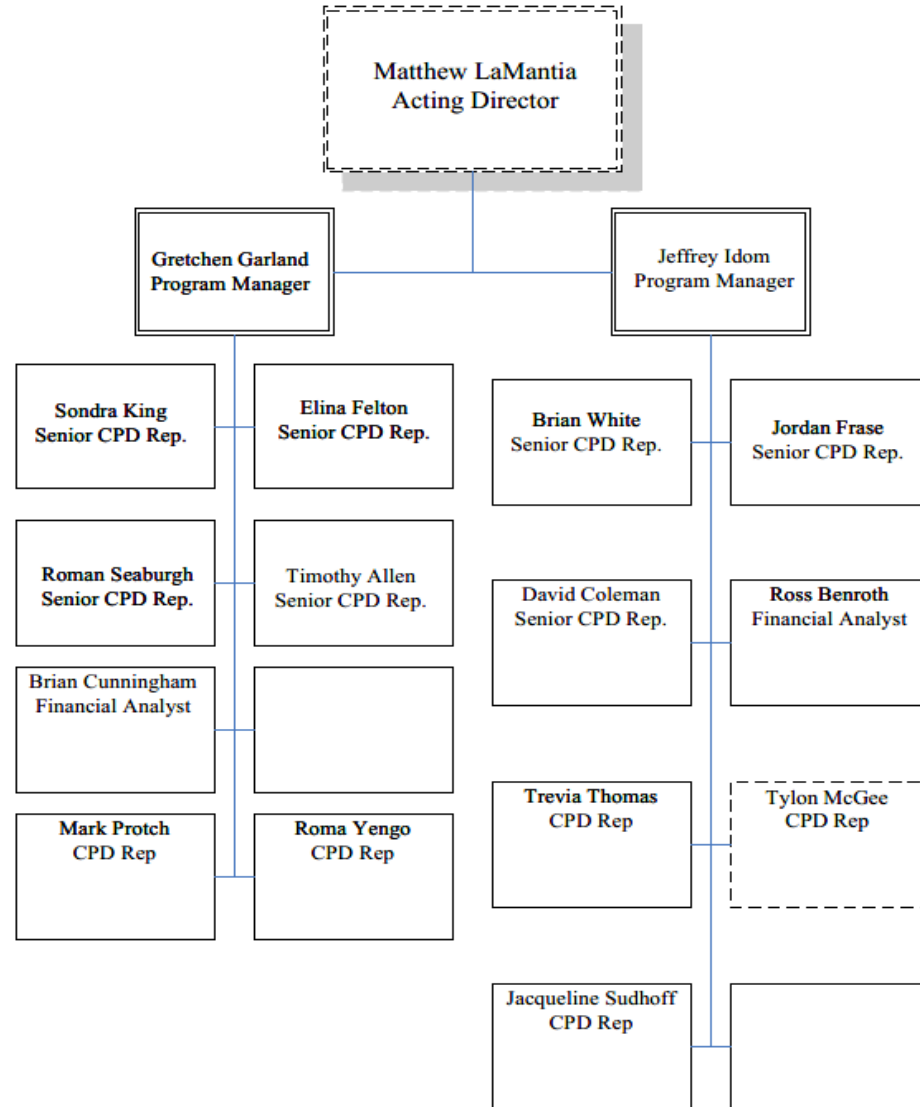 Matthew LaMantia
Acting Director
Gretchen Garland
Program Manager
Jeffrey Idom
Program Manager
Sondra King
Senior CPD Rep.
Elina Felton
Senior CPD Rep.
Brian White
Senior CPD Rep.
Jordan Frase
Senior CPD Rep.
Roman Seaburgh
Senior CPD Rep.
Timothy Allen
Senior CPD Rep.
David Coleman
Senior CPD Rep.
Ross Benroth
Financial Analyst
Brian Cunningham
Financial Analyst
Trevia Thomas
CPD Rep
Tylon McGee
CPD Rep
Mark Protch
CPD Rep
Roma Yengo
CPD Rep
Jacqueline Sudhoff
CPD Rep